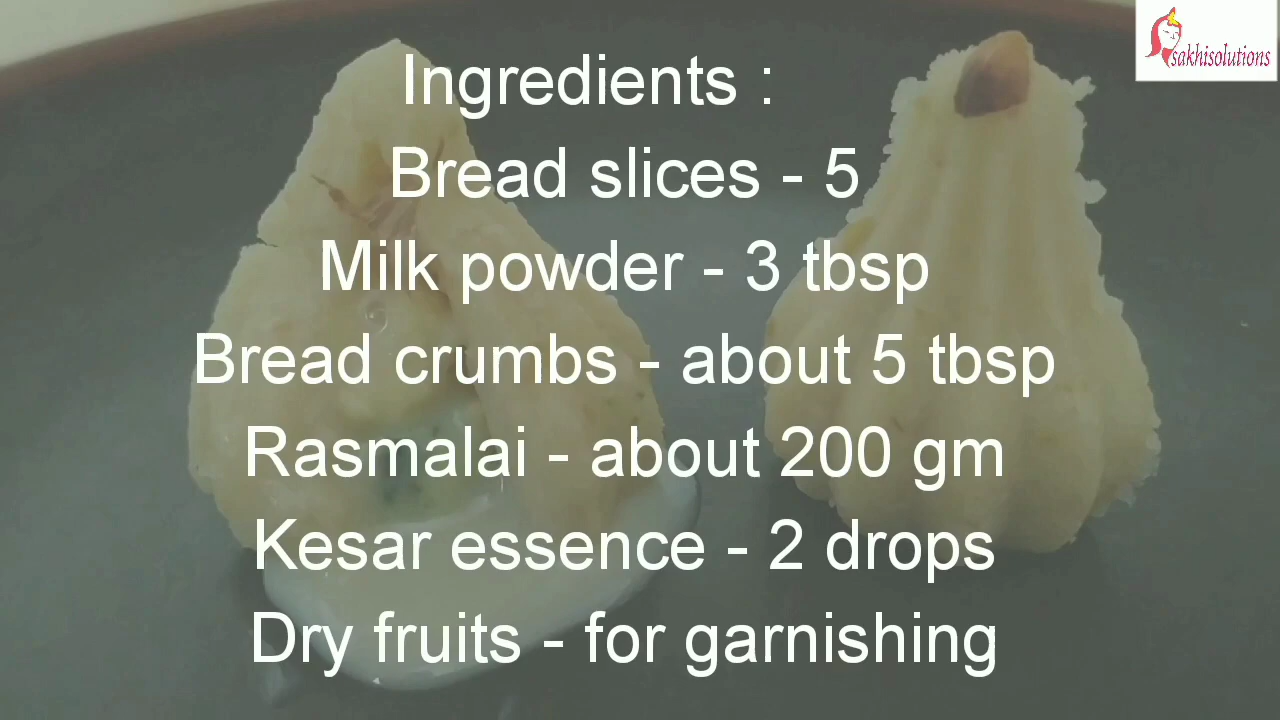 sakhisolutions
Ingredients :
Bread slices - 5
Milk powder - 3 tbsp
Bread crumbs - about 5 tbsp
Rasmalai - about 200 gm
Kesar essence - 2 drops
Dry fruits - for garnishing